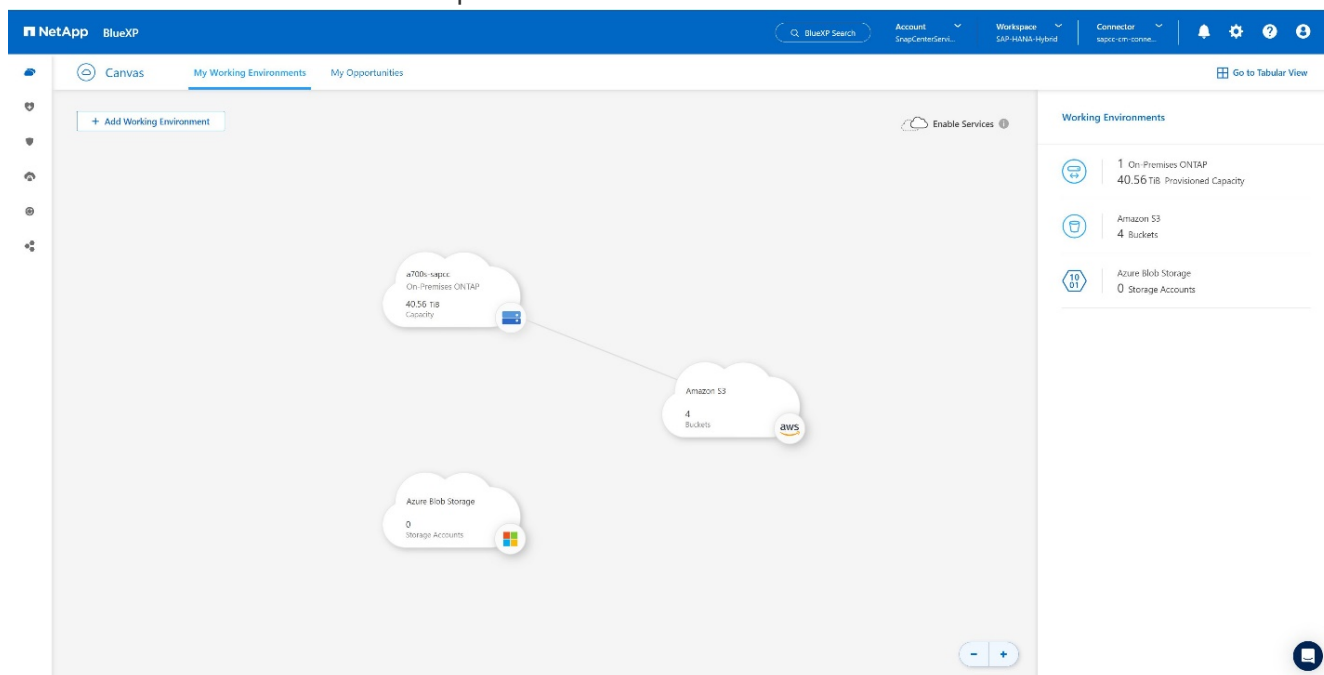 NetApp BlueXP
BlueXP Search
Account
SnapCenterServi...
Workspace
SAP-HANA-Hybrid
Connector
sapcc-cm-conne...
Canvas
My Working Environments
My Opportunities
Go to Tabular View
+ Add Working Environment
Enable Services
Working Environments
1 On-Premises ONTAP
40.56 TiB Provisioned Capacity
Amazon S3
4 Buckets
10
01
Azure Blob Storage
0 Storage Accounts
a700s-sapcc
On-Premises ONTAP
40.56 TiB
Capacity
Amazon S3
4
Buckets
aws
Azure Blob Storage
0
Storage Accounts
- +